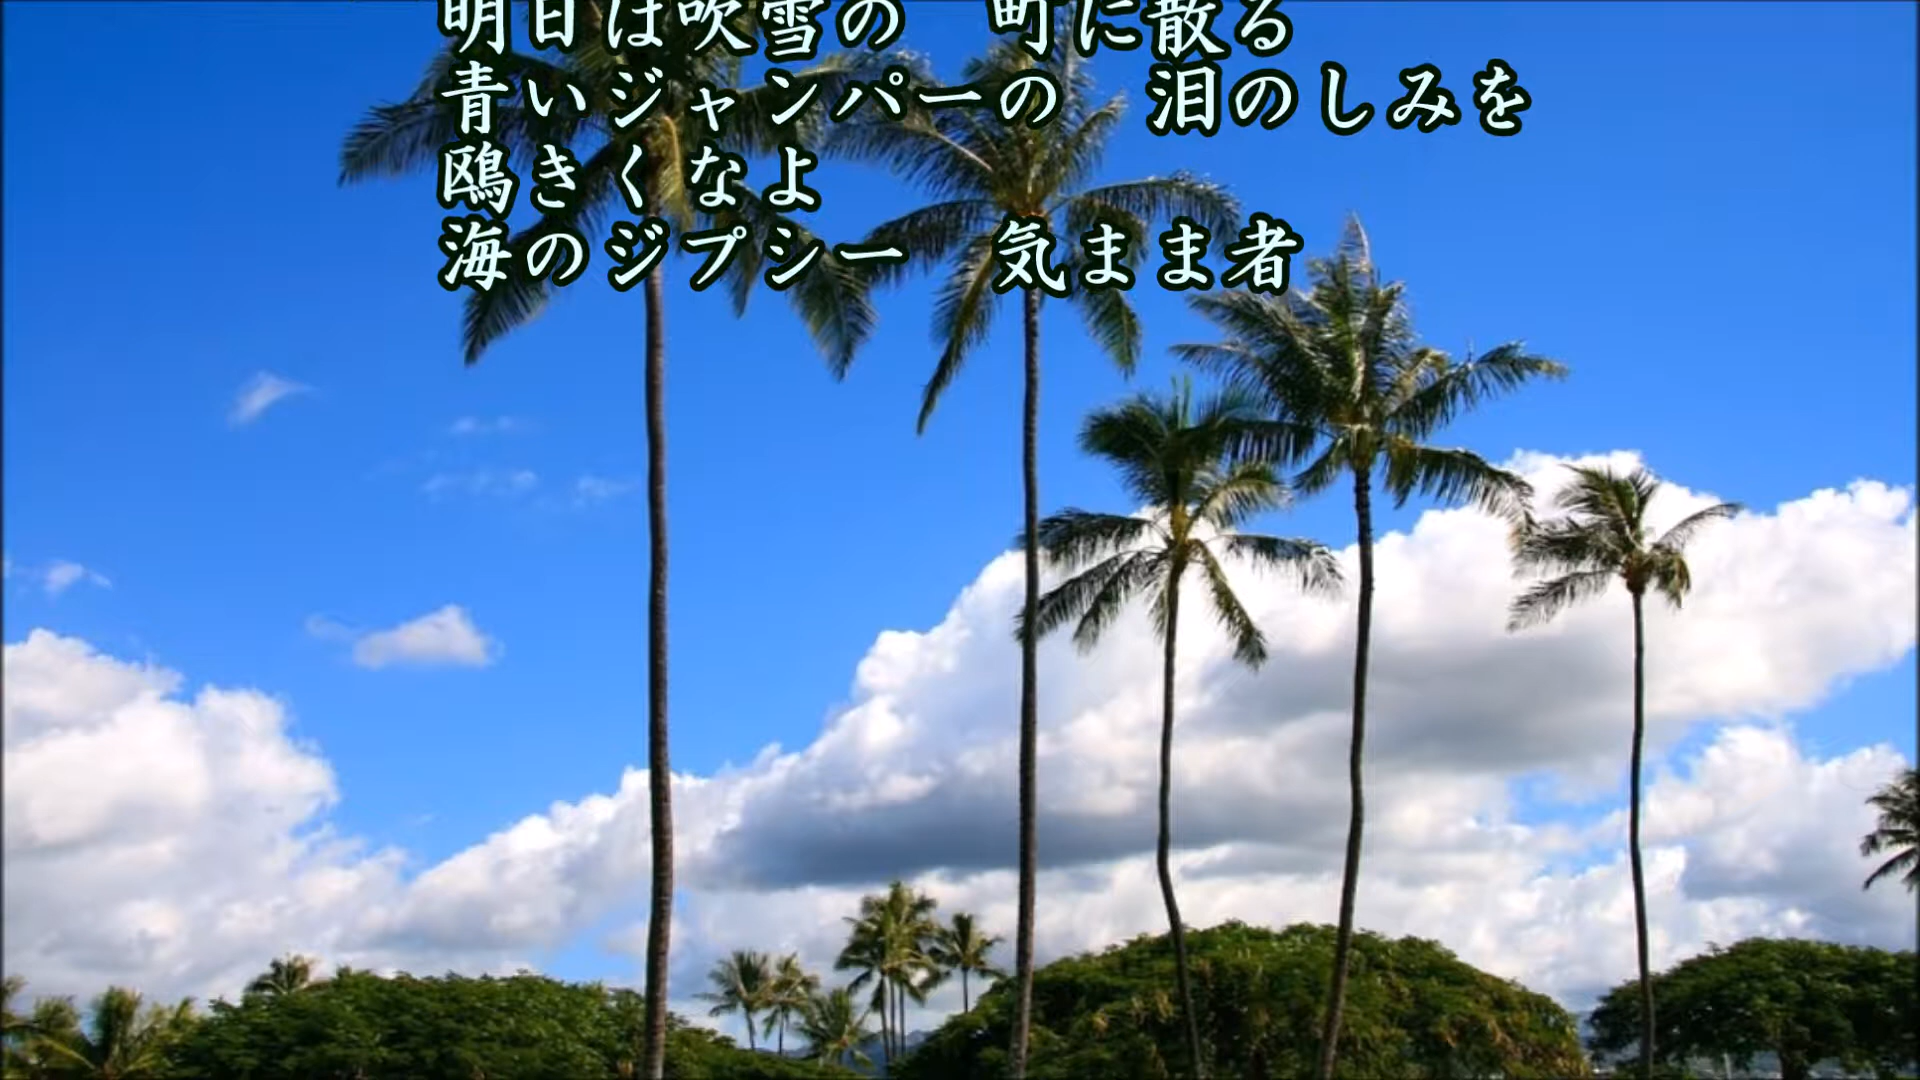 明日は吹雪の　町に散る
青いジャンパーの　泪のしみを
鴎きくなよ
海のジプシー　気まま者